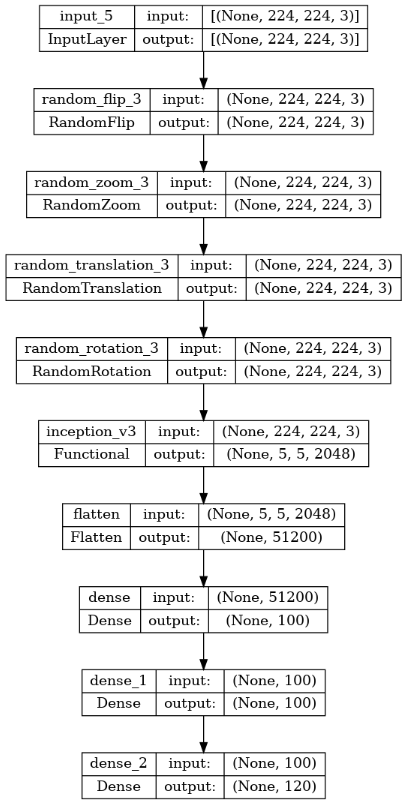 input_5 input: [(None, 224, 224, 3)]
InputLayer output: [(None, 224, 224, 3)]
random_flip_3 input: (None, 224, 224, 3)
RandomFlip output: (None, 224, 224, 3)
random_zoom_3 input: (None, 224, 224, 3)
RandomZoom output: (None, 224, 224, 3)
random_translation_3 input: (None, 224, 224, 3)
RandomTranslation output: (None, 224, 224, 3)
random_rotation_3 input: (None, 224, 224, 3)
RandomRotation output: (None, 224, 224, 3)
inception_v3 input: (None, 224, 224, 3)
Functional output: (None, 5, 5, 2048)
flatten input: (None, 5, 5, 2048)
Flatten output: (None, 51200)
dense input: (None, 51200)
Dense output: (None, 100)
dense_1 input: (None, 100)
Dense output: (None, 100)
dense_2 input: (None, 100)
Dense output: (None, 120)